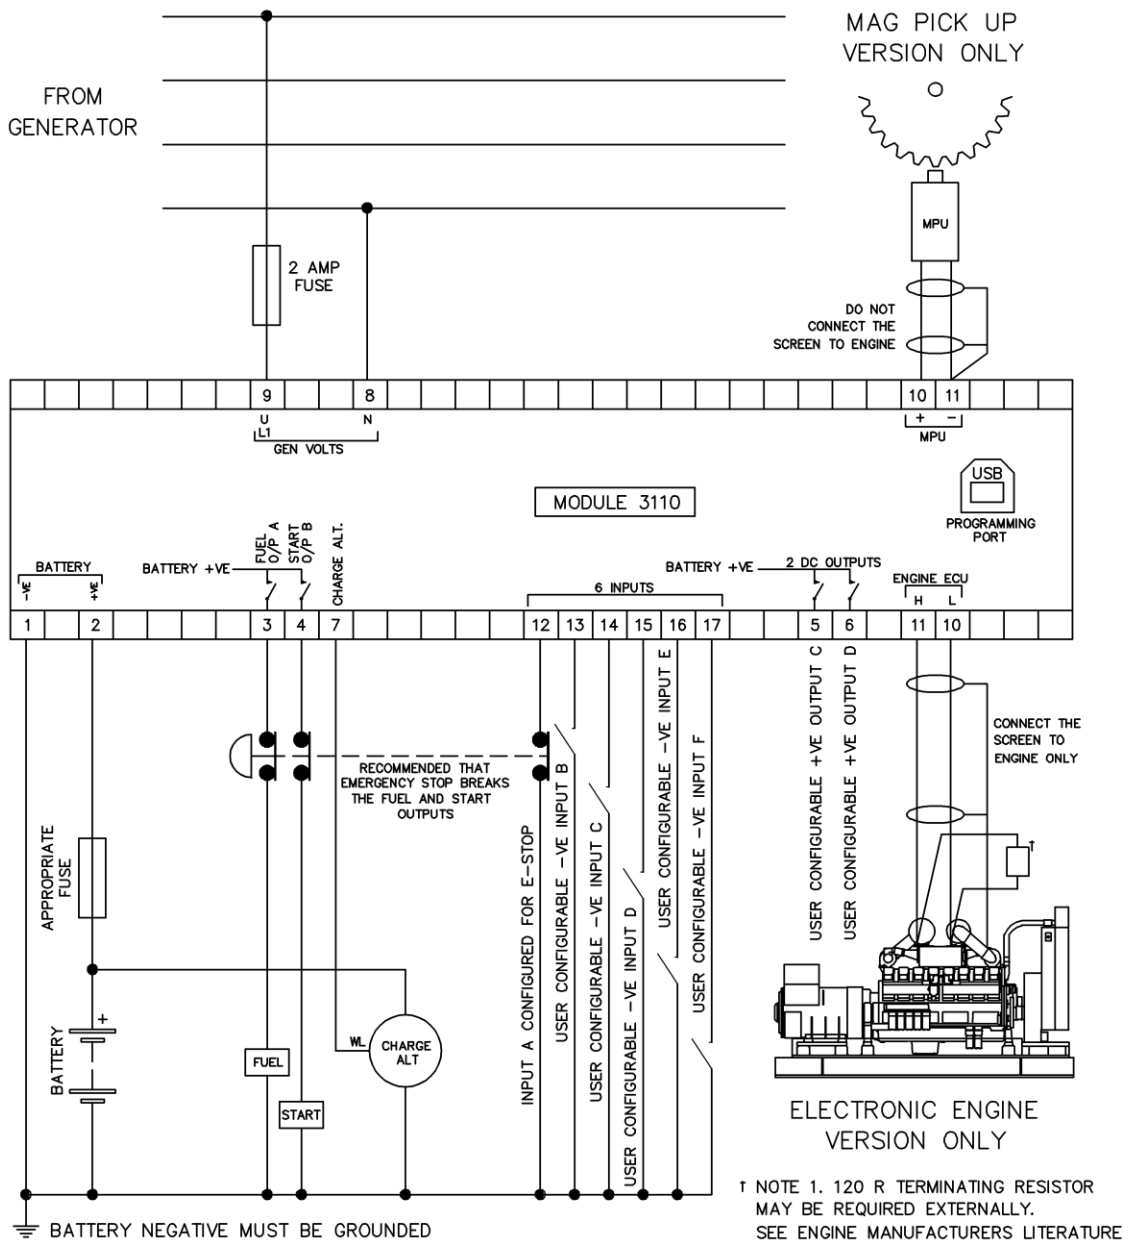 MAG PICK UP
VERSION ONLY
FROM
GENERATOR
MPU
2 AMP
FUSE
DO NOT
CONNECT THE
SCREEN TO ENGINE
9
8
10
11
U
L1
N
GEN VOLTS
+
−
MPU
USB
PROGRAMMING
PORT
MODULE 3110
BATTERY
-VE
+VE
BATTERY +VE
FUEL
O/P A
START
O/P B
CHARGE ALT.
6 INPUTS
BATTERY +VE
2 DC OUTPUTS
ENGINE ECU
H
L
1
2
3
4
7
12
13
14
15
16
17
5
6
11
10
RECOMMENDED THAT
EMERGENCY STOP BREAKS
THE FUEL AND START
OUTPUTS
APPROPRIATE
FUSE
INPUT A CONFIGURED FOR E-STOP
USER CONFIGURABLE -VE INPUT B
USER CONFIGURABLE -VE INPUT C
USER CONFIGURABLE -VE INPUT D
USER CONFIGURABLE -VE INPUT E
USER CONFIGURABLE -VE INPUT F
USER CONFIGURABLE +VE OUTPUT C
USER CONFIGURABLE +VE OUTPUT D
CONNECT THE
SCREEN TO
ENGINE ONLY
†
+
BATTERY
FUEL
START
WL
CHARGE
ALT
ELECTRONIC ENGINE
VERSION ONLY
BATTERY NEGATIVE MUST BE GROUNDED
† NOTE 1. 120 R TERMINATING RESISTOR
MAY BE REQUIRED EXTERNALLY.
SEE ENGINE MANUFACTURERS LITERATURE